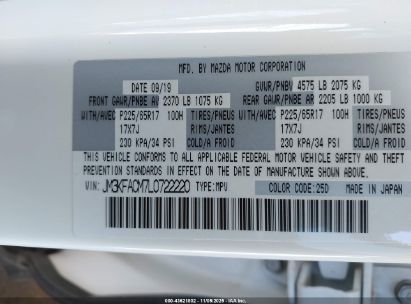 MFD. BY MAZDA MOTOR CORPORATION
DATE 09/19 GVWR/PNBV 4575 LB 2075 KG
FRONT GAWR/PNBE AV 2370 LB 1075 KG REAR GAWR/PNBE AR 2205 LB 1000 KG
WITH/AVEC P225/65R17 100H TIRES/PNEUS WITH/AVEC P225/65R17 100H TIRES/PNEUS
17X7J RIMS/JANTES 17X7J RIMS/JANTES
230 KPA/34 PSI COLD/A FROID 230 KPA/34 PSI COLD/A FROID
THIS VEHICLE CONFORMS TO ALL APPLICABLE FEDERAL MOTOR VEHICLE SAFETY AND THEFT
PREVENTION STANDARDS IN EFFECT ON THE DATE OF MANUFACTURE SHOWN ABOVE.
VIN: JM3KFACM7L0722220 TYPE: MPV COLOR CODE: 25D MADE IN JAPAN